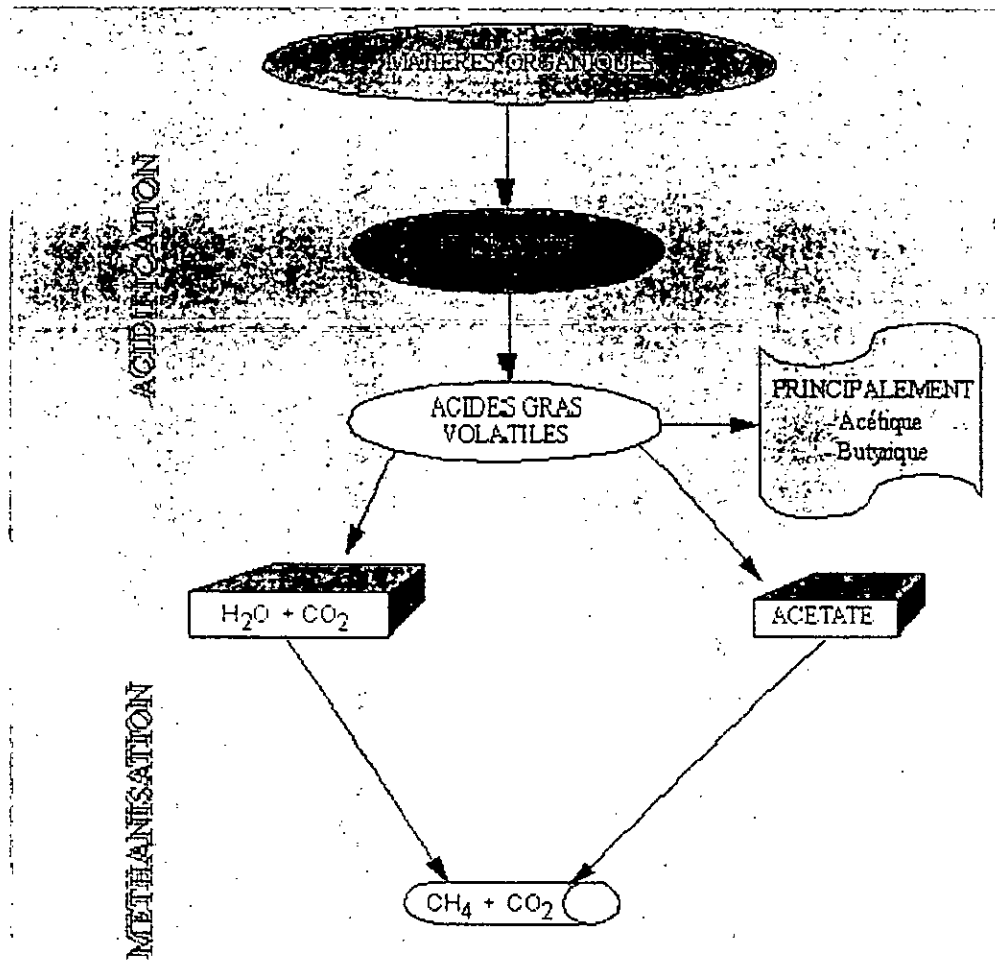 MATIERES ORGANIQUES
ACIDIFICATION
ACIDES GRAS
VOLATILES
PRINCIPALEMENT
-Acétique
-Butyrique
H₂O + CO₂
ACETATE
METHANISATION
CH₄ + CO₂